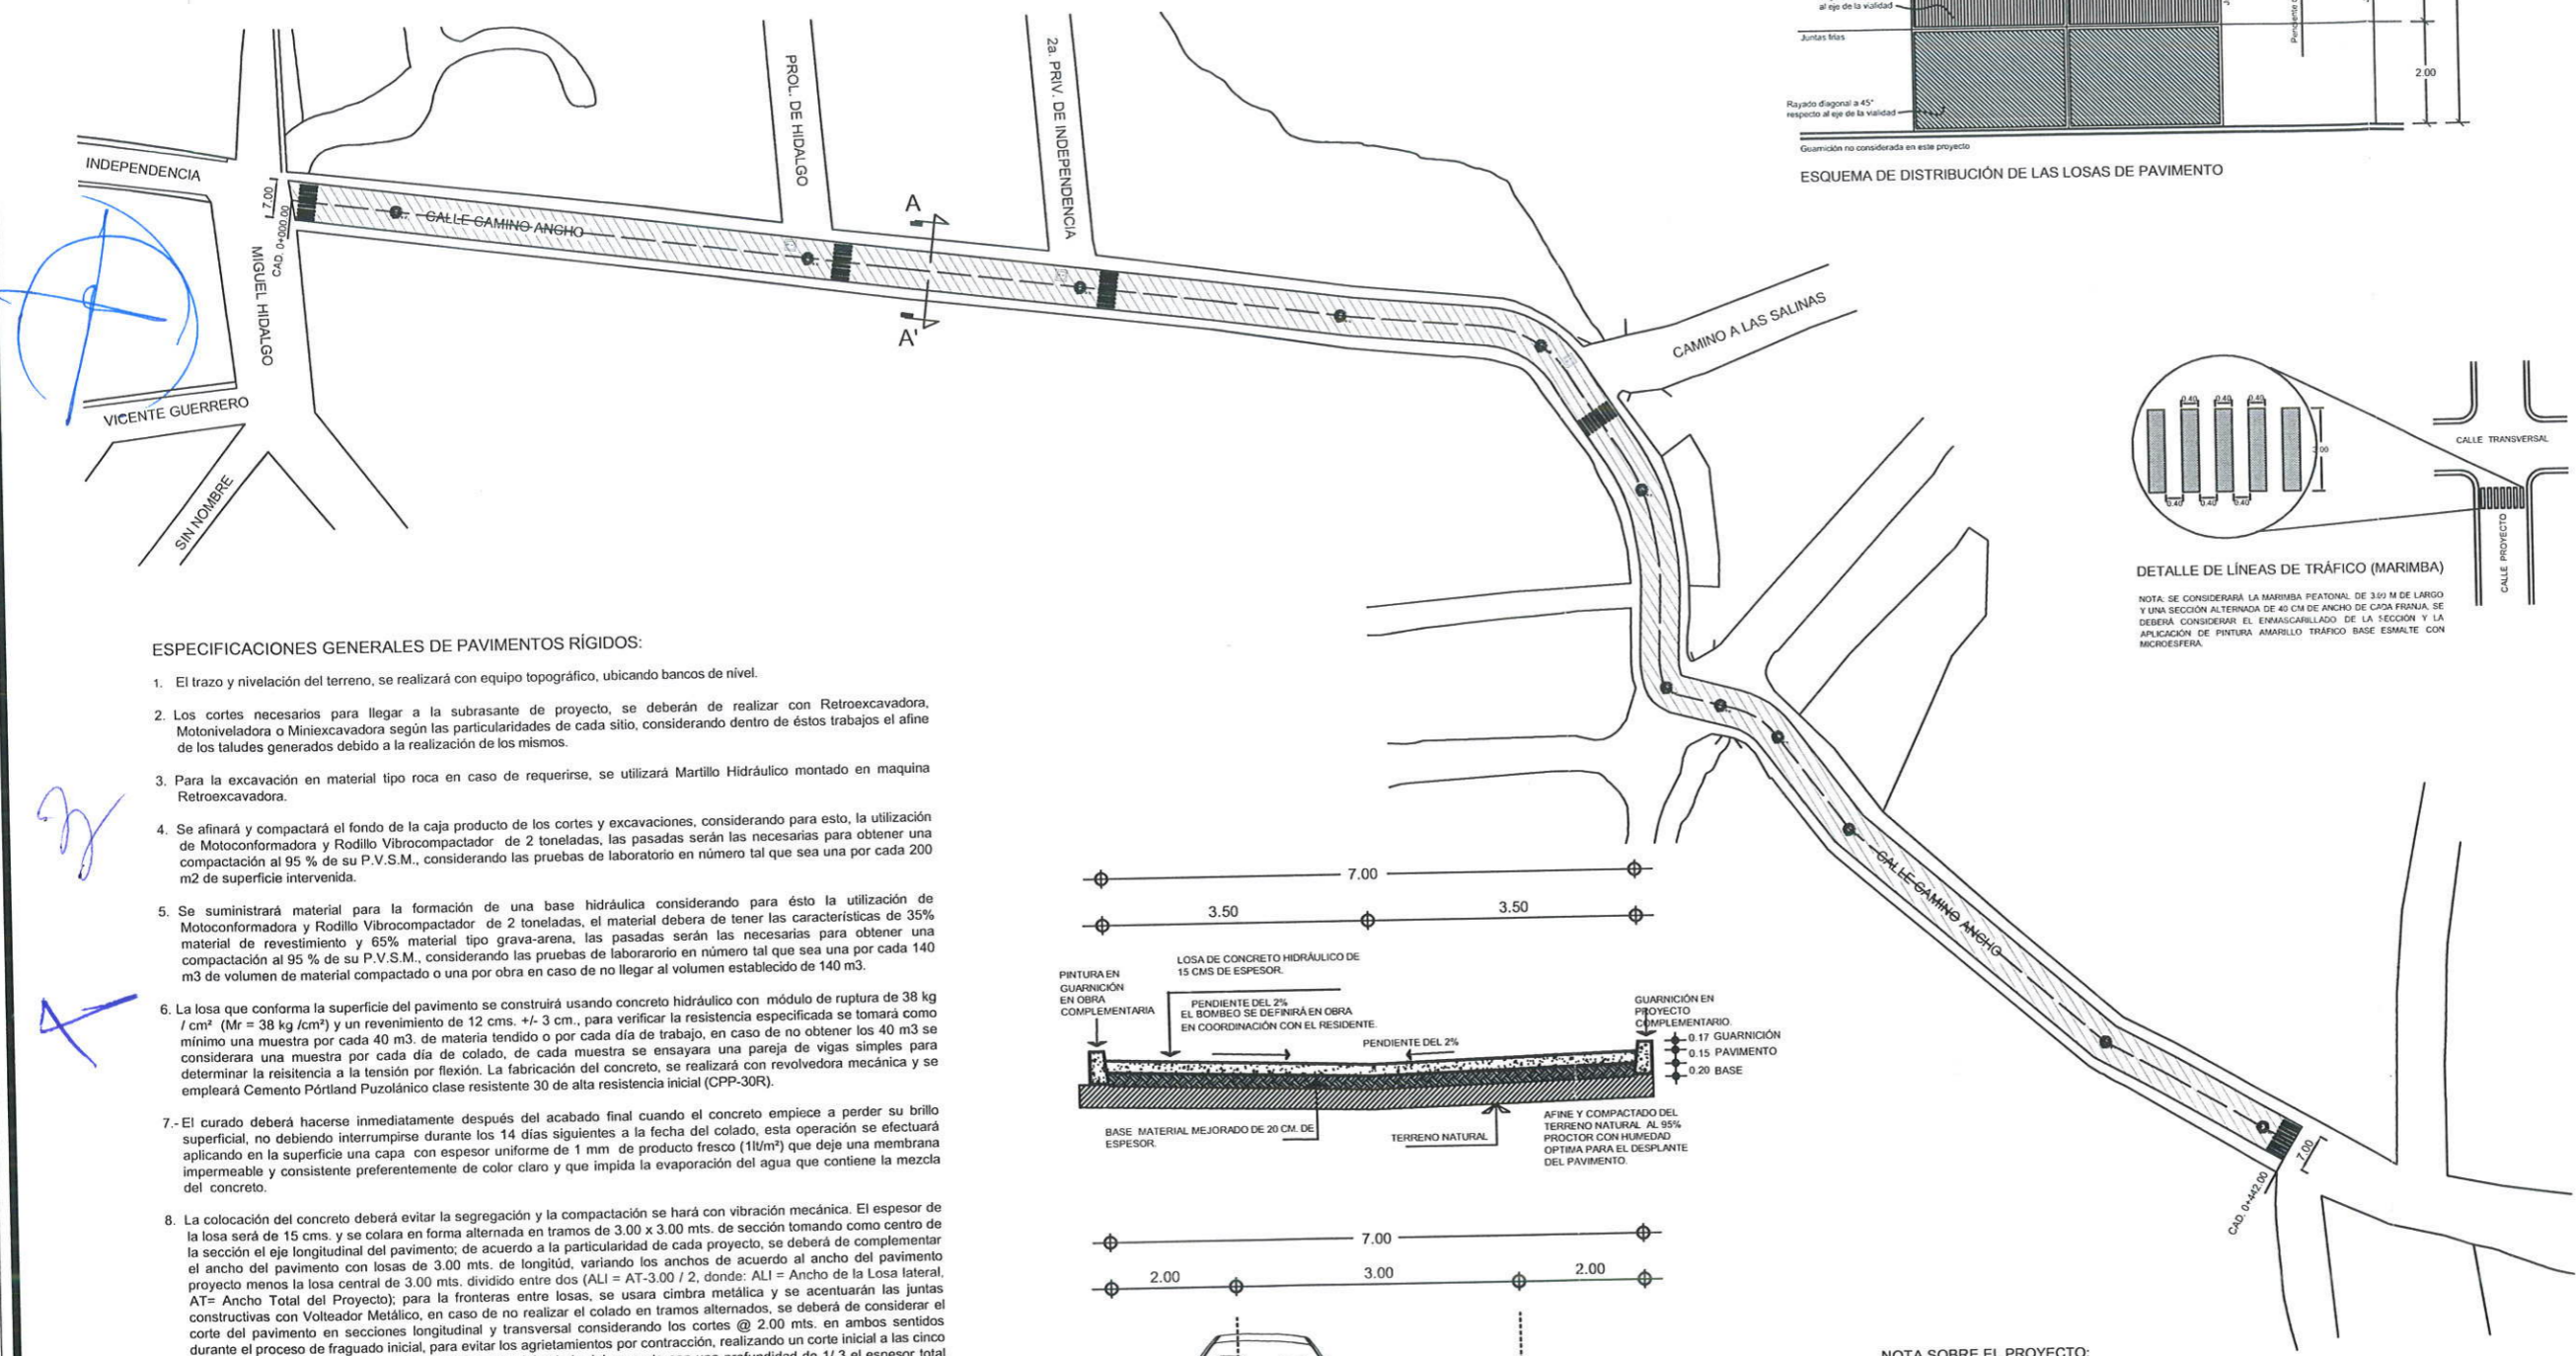 al eje de la vialidad
Juntas frías
2.00
Rayado diagonal a 45°
respecto al eje de la vialidad
Guarnición no considerada en este proyecto
ESQUEMA DE DISTRIBUCIÓN DE LAS LOSAS DE PAVIMENTO
INDEPENDENCIA
7.00
CAD. 0+000.00
MIGUEL HIDALGO
VICENTE GUERRERO
SIN NOMBRE
CALLE CAMINO ANCHO
PROL. DE HIDALGO
2a. PRIV. DE INDEPENDENCIA
A
A'
CAMINO A LAS SALINAS
CALLE CAMINO ANCHO
7.00
CAD. 0+442.00
0.40 0.40 0.40
0.40 0.40 0.40
CALLE TRANSVERSAL
CALLE PROYECTO
DETALLE DE LÍNEAS DE TRÁFICO (MARIMBA)
NOTA: SE CONSIDERARÁ LA MARIMBA PEATONAL DE 3.00 M DE LARGO
Y UNA SECCIÓN ALTERNADA DE 40 CM DE ANCHO DE CADA FRANJA, SE
DEBERÁ CONSIDERAR EL ENMASCARILLADO DE LA SECCIÓN Y LA
APLICACIÓN DE PINTURA AMARILLO TRÁFICO BASE ESMALTE CON
MICROESFERA.
ESPECIFICACIONES GENERALES DE PAVIMENTOS RÍGIDOS:
1. El trazo y nivelación del terreno, se realizará con equipo topográfico, ubicando bancos de nível.
2. Los cortes necesarios para llegar a la subrasante de proyecto, se deberán de realizar con Retroexcavadora,
Motoniveladora o Miniexcavadora según las particularidades de cada sitio, considerando dentro de éstos trabajos el afine
de los taludes generados debido a la realización de los mismos.
3. Para la excavación en material tipo roca en caso de requerirse, se utilizará Martillo Hidráulico montado en maquina
Retroexcavadora.
4. Se afinará y compactará el fondo de la caja producto de los cortes y excavaciones, considerando para esto, la utilización
de Motoconformadora y Rodillo Vibrocompactador de 2 toneladas, las pasadas serán las necesarias para obtener una
compactación al 95 % de su P.V.S.M., considerando las pruebas de laboratorio en número tal que sea una por cada 200
m2 de superficie intervenida.
5. Se suministrará material para la formación de una base hidráulica considerando para ésto la utilización de
Motoconformadora y Rodillo Vibrocompactador de 2 toneladas, el material debera de tener las características de 35%
material de revestimiento y 65% material tipo grava-arena, las pasadas serán las necesarias para obtener una
compactación al 95 % de su P.V.S.M., considerando las pruebas de laborarorio en número tal que sea una por cada 140
m3 de volumen de material compactado o una por obra en caso de no llegar al volumen establecido de 140 m3.
6. La losa que conforma la superficie del pavimento se construirá usando concreto hidráulico con módulo de ruptura de 38 kg
/ cm² (Mr = 38 kg /cm²) y un revenimiento de 12 cms. +/- 3 cm., para verificar la resistencia especificada se tomará como
mínimo una muestra por cada 40 m3. de materia tendido o por cada día de trabajo, en caso de no obtener los 40 m3 se
considerara una muestra por cada día de colado, de cada muestra se ensayara una pareja de vigas simples para
determinar la reisitencia a la tensión por flexión. La fabricación del concreto, se realizará con revolvedora mecánica y se
empleará Cemento Pórtland Puzolánico clase resistente 30 de alta resistencia inicial (CPP-30R).
7.- El curado deberá hacerse inmediatamente después del acabado final cuando el concreto empiece a perder su brillo
superficial, no debiendo interrumpirse durante los 14 días siguientes a la fecha del colado, esta operación se efectuará
aplicando en la superficie una capa con espesor uniforme de 1 mm de producto fresco (1lt/m²) que deje una membrana
impermeable y consistente preferentemente de color claro y que impida la evaporación del agua que contiene la mezcla
del concreto.
8. La colocación del concreto deberá evitar la segregación y la compactación se hará con vibración mecánica. El espesor de
la losa será de 15 cms. y se colara en forma alternada en tramos de 3.00 x 3.00 mts. de sección tomando como centro de
la sección el eje longitudinal del pavimento; de acuerdo a la particularidad de cada proyecto, se deberá de complementar
el ancho del pavimento con losas de 3.00 mts. de longitúd, variando los anchos de acuerdo al ancho del pavimento
proyecto menos la losa central de 3.00 mts. dividido entre dos (ALI = AT-3.00 / 2, donde: ALI = Ancho de la Losa lateral,
AT= Ancho Total del Proyecto); para la fronteras entre losas, se usara cimbra metálica y se acentuarán las juntas
constructivas con Volteador Metálico, en caso de no realizar el colado en tramos alternados, se deberá de considerar el
corte del pavimento en secciones longitudinal y transversal considerando los cortes @ 2.00 mts. en ambos sentidos
durante el proceso de fraguado inicial, para evitar los agrietamientos por contracción, realizando un corte inicial a las cinco
profundidad de 1/ 3 el espesor total
7.00
3.50 3.50
PINTURA EN
GUARNICIÓN
EN OBRA
COMPLEMENTARIA
LOSA DE CONCRETO HIDRÁULICO DE
15 CMS DE ESPESOR.
PENDIENTE DEL 2%
EL BOMBEO SE DEFINIRÁ EN OBRA
EN COORDINACIÓN CON EL RESIDENTE.
PENDIENTE DEL 2%
GUARNICIÓN EN
PROYECTO
COMPLEMENTARIO.
0.17 GUARNICIÓN
0.15 PAVIMENTO
0.20 BASE
BASE MATERIAL MEJORADO DE 20 CM. DE
ESPESOR.
TERRENO NATURAL
AFINE Y COMPACTADO DEL
TERRENO NATURAL AL 95%
PROCTOR CON HUMEDAD
OPTIMA PARA EL DESPLANTE
DEL PAVIMENTO.
7.00
2.00 3.00 2.00
NOTA SOBRE EL PROYECTO: